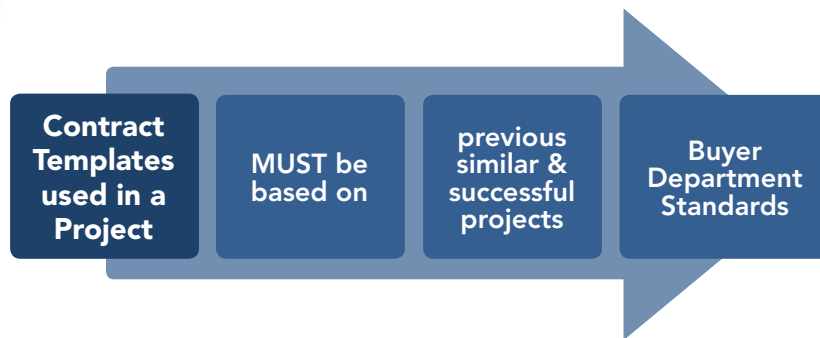 Contract
Templates
used in a
Project
MUST be
based on
previous
similar &
successful
projects
Buyer
Department
Standards